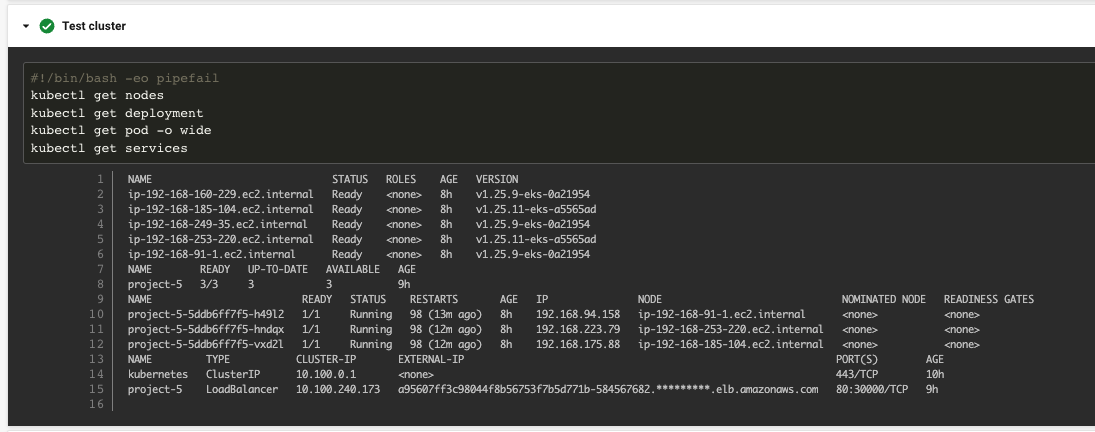 Test cluster
#!/bin/bash -eo pipefail
kubectl get nodes
kubectl get deployment
kubectl get pod -o wide
kubectl get services
1 NAME STATUS ROLES AGE VERSION
2 ip-192-168-160-229.ec2.internal Ready <none> 8h v1.25.9-eks-0a21954
3 ip-192-168-185-104.ec2.internal Ready <none> 8h v1.25.11-eks-a5565ad
4 ip-192-168-249-35.ec2.internal Ready <none> 8h v1.25.9-eks-0a21954
5 ip-192-168-253-220.ec2.internal Ready <none> 8h v1.25.11-eks-a5565ad
6 ip-192-168-91-1.ec2.internal Ready <none> 8h v1.25.9-eks-0a21954
7 NAME READY UP-TO-DATE AVAILABLE AGE
8 project-5 3/3 3 3 9h
9 NAME READY STATUS RESTARTS AGE IP NODE NOMINATED NODE READINESS GATES
10 project-5-5ddb6ff7f5-h49l2 1/1 Running 98 (13m ago) 8h 192.168.94.158 ip-192-168-91-1.ec2.internal <none> <none>
11 project-5-5ddb6ff7f5-hndqx 1/1 Running 98 (12m ago) 8h 192.168.223.79 ip-192-168-253-220.ec2.internal <none> <none>
12 project-5-5ddb6ff7f5-vxd2l 1/1 Running 98 (12m ago) 8h 192.168.175.88 ip-192-168-185-104.ec2.internal <none> <none>
13 NAME TYPE CLUSTER-IP EXTERNAL-IP PORT(S) AGE
14 kubernetes ClusterIP 10.100.0.1 <none> 443/TCP 10h
15 project-5 LoadBalancer 10.100.240.173 a95607ff3c98044f8b56753f7b5d771b-584567682.*********.elb.amazonaws.com 80:30000/TCP 9h
16